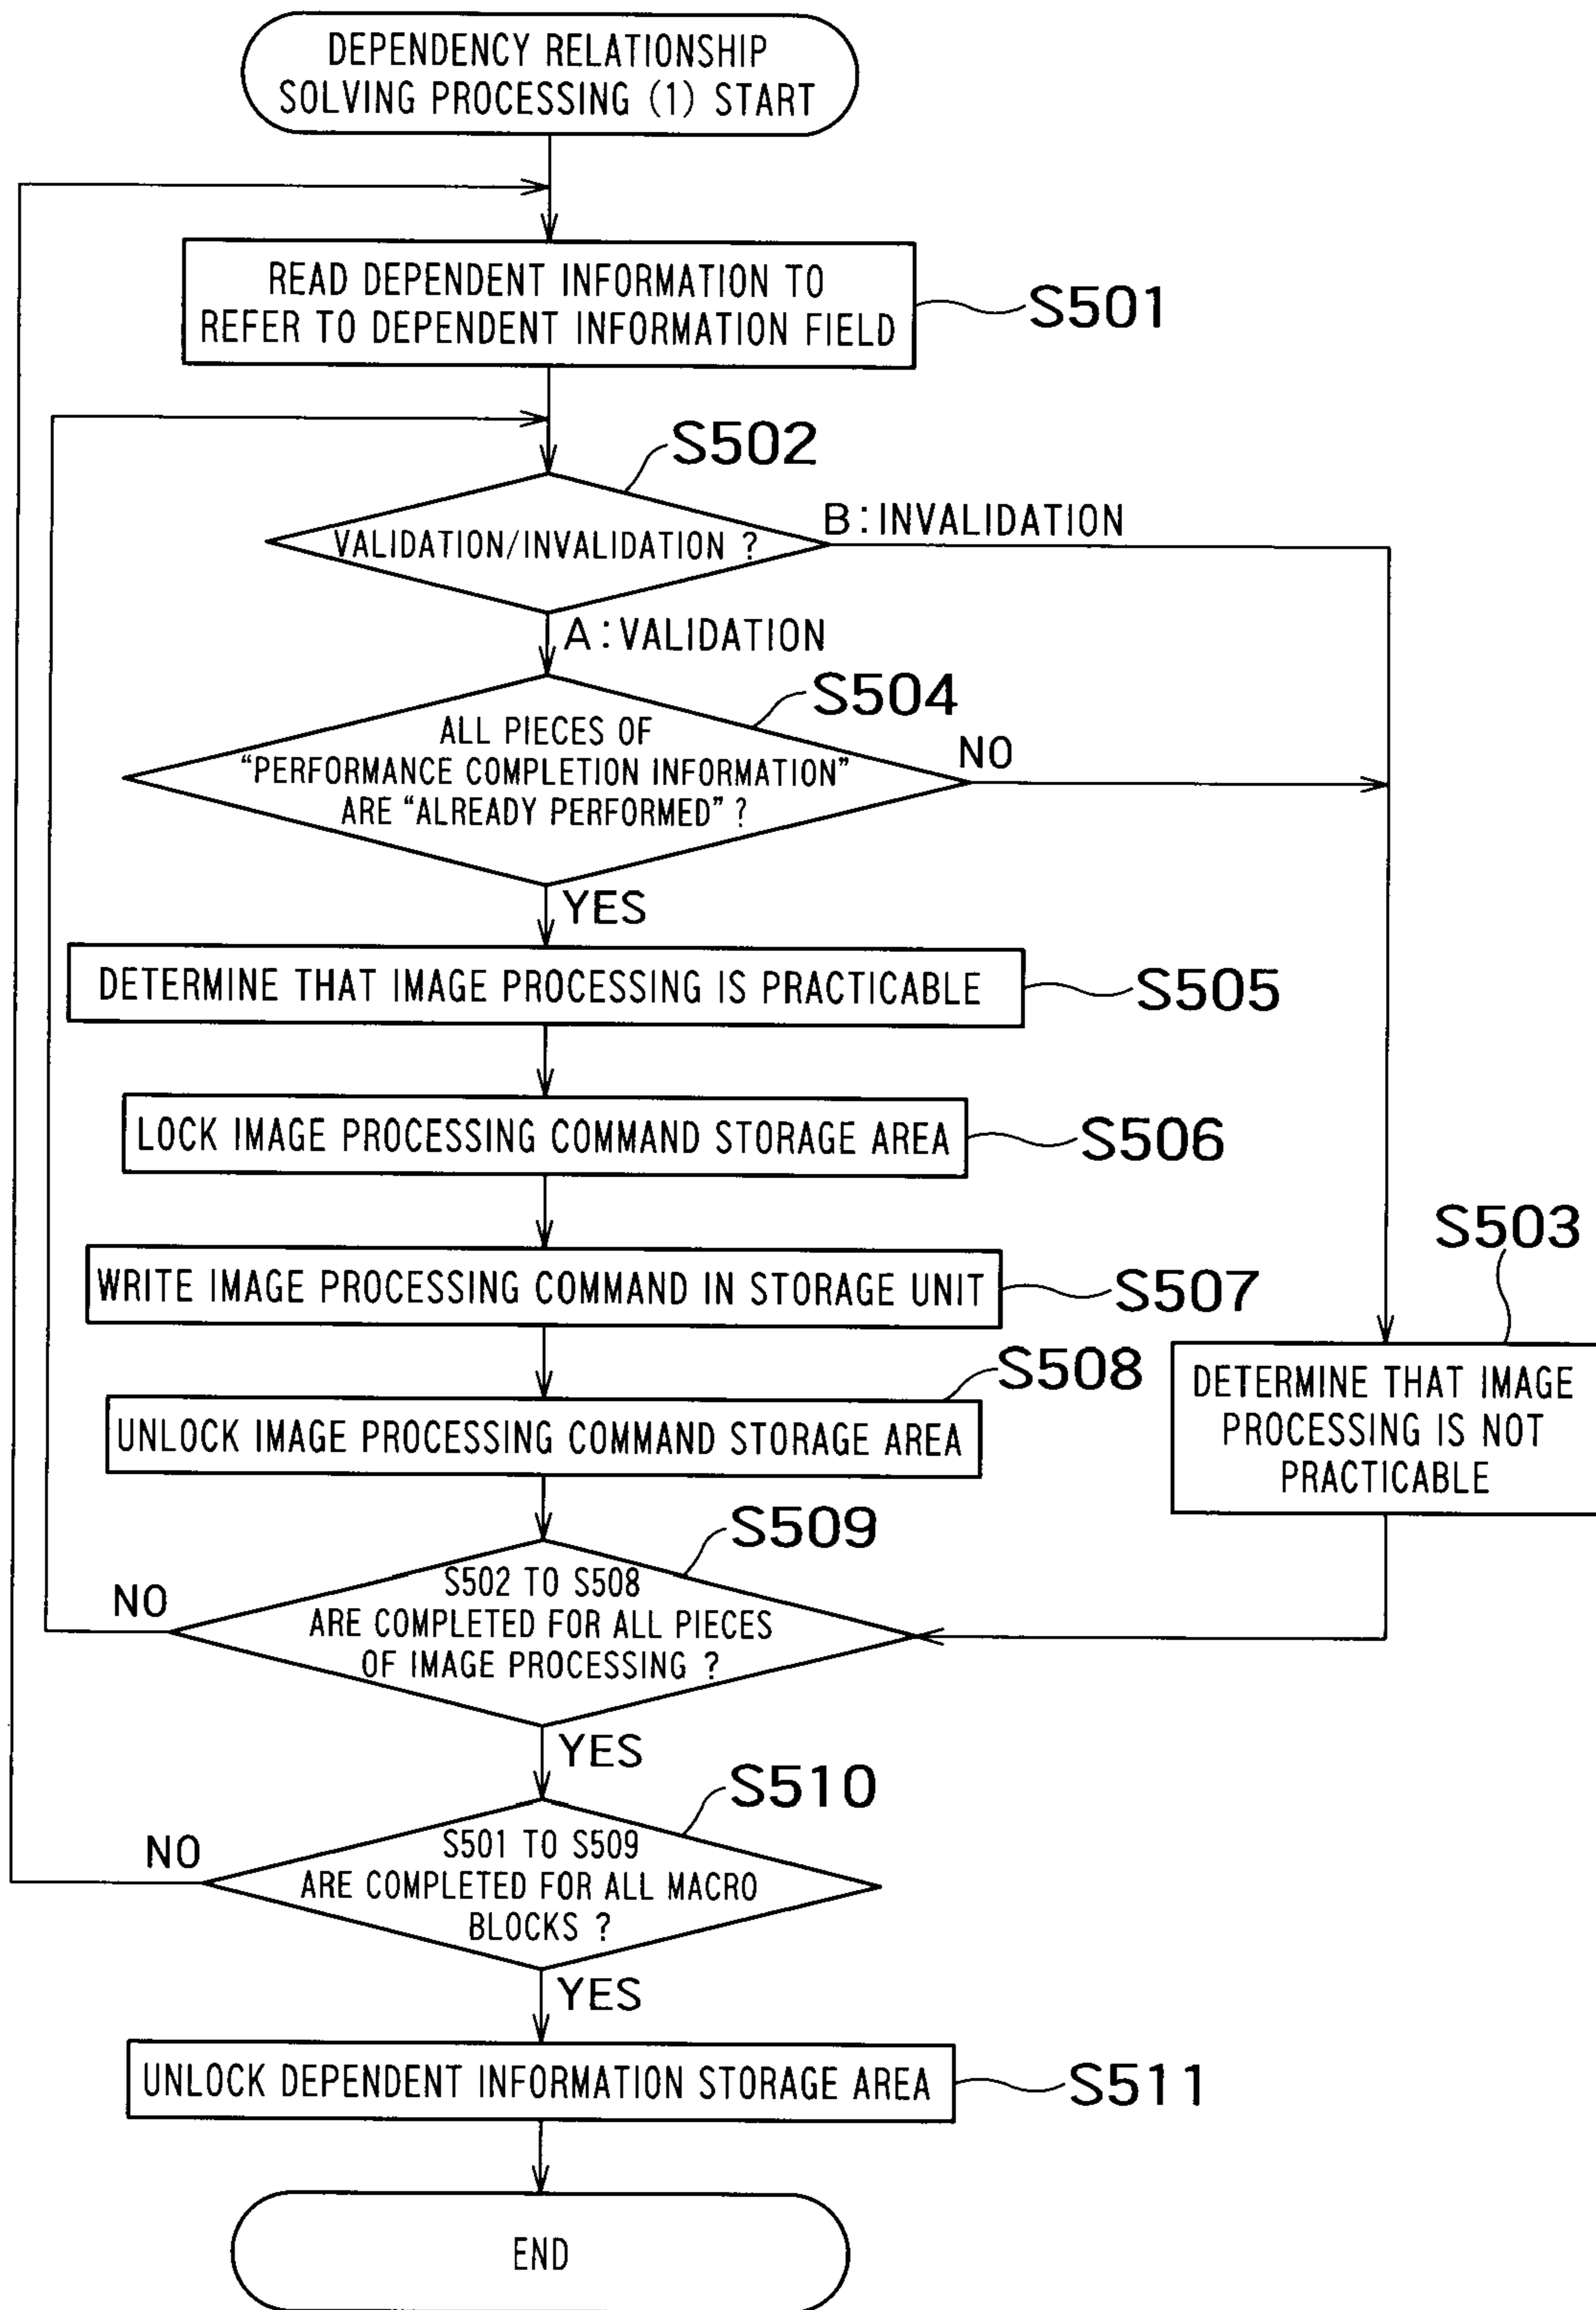 DEPENDENCY RELATIONSHIP
SOLVING PROCESSING (1) START
READ DEPENDENT INFORMATION TO
REFER TO DEPENDENT INFORMATION FIELD
S501
S502
VALIDATION/INVALIDATION ?
B:INVALIDATION
A:VALIDATION
S504
ALL PIECES OF
“PERFORMANCE COMPLETION INFORMATION”
ARE “ALREADY PERFORMED” ?
NO
YES
DETERMINE THAT IMAGE PROCESSING IS PRACTICABLE
S505
LOCK IMAGE PROCESSING COMMAND STORAGE AREA
S506
WRITE IMAGE PROCESSING COMMAND IN STORAGE UNIT
S507
S503
DETERMINE THAT IMAGE
PROCESSING IS NOT
PRACTICABLE
S508
UNLOCK IMAGE PROCESSING COMMAND STORAGE AREA
S509
S502 TO S508
ARE COMPLETED FOR ALL PIECES
OF IMAGE PROCESSING ?
NO
YES
S510
S501 TO S509
ARE COMPLETED FOR ALL MACRO
BLOCKS ?
NO
YES
UNLOCK DEPENDENT INFORMATION STORAGE AREA
S511
END